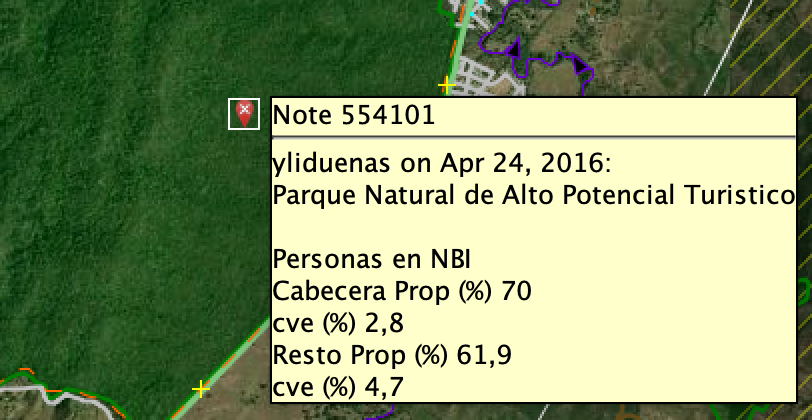 Note 554101
yliduenas on Apr 24, 2016:
Parque Natural de Alto Potencial Turistico
Personas en NBI
Cabecera Prop (%) 70
cve (%) 2,8
Resto Prop (%) 61,9
cve (%) 4,7